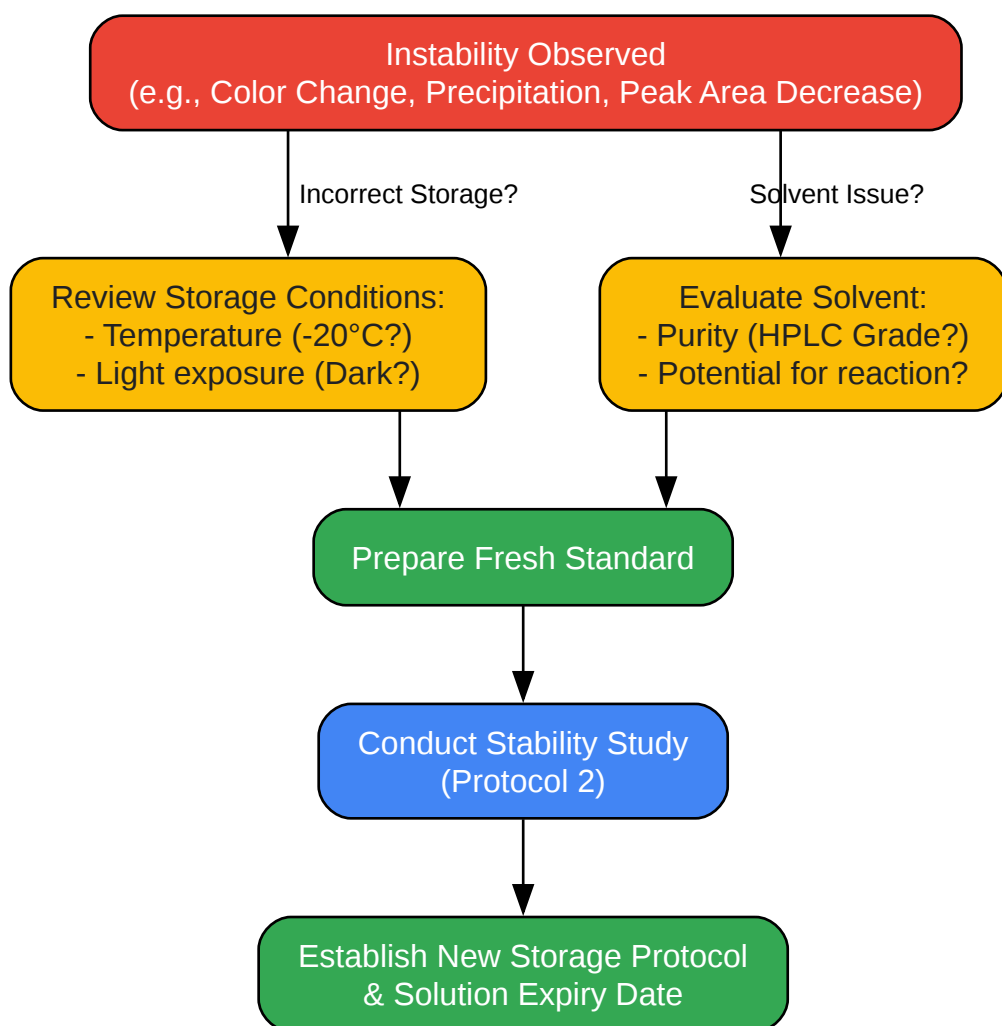 Instability Observed
(e.g., Color Change, Precipitation, Peak Area Decrease)
Incorrect Storage?
Solvent Issue?
Review Storage Conditions:
- Temperature (-20°C?)
- Light exposure (Dark?)
Evaluate Solvent:
- Purity (HPLC Grade?)
- Potential for reaction?
Prepare Fresh Standard
Conduct Stability Study
(Protocol 2)
Establish New Storage Protocol
& Solution Expiry Date